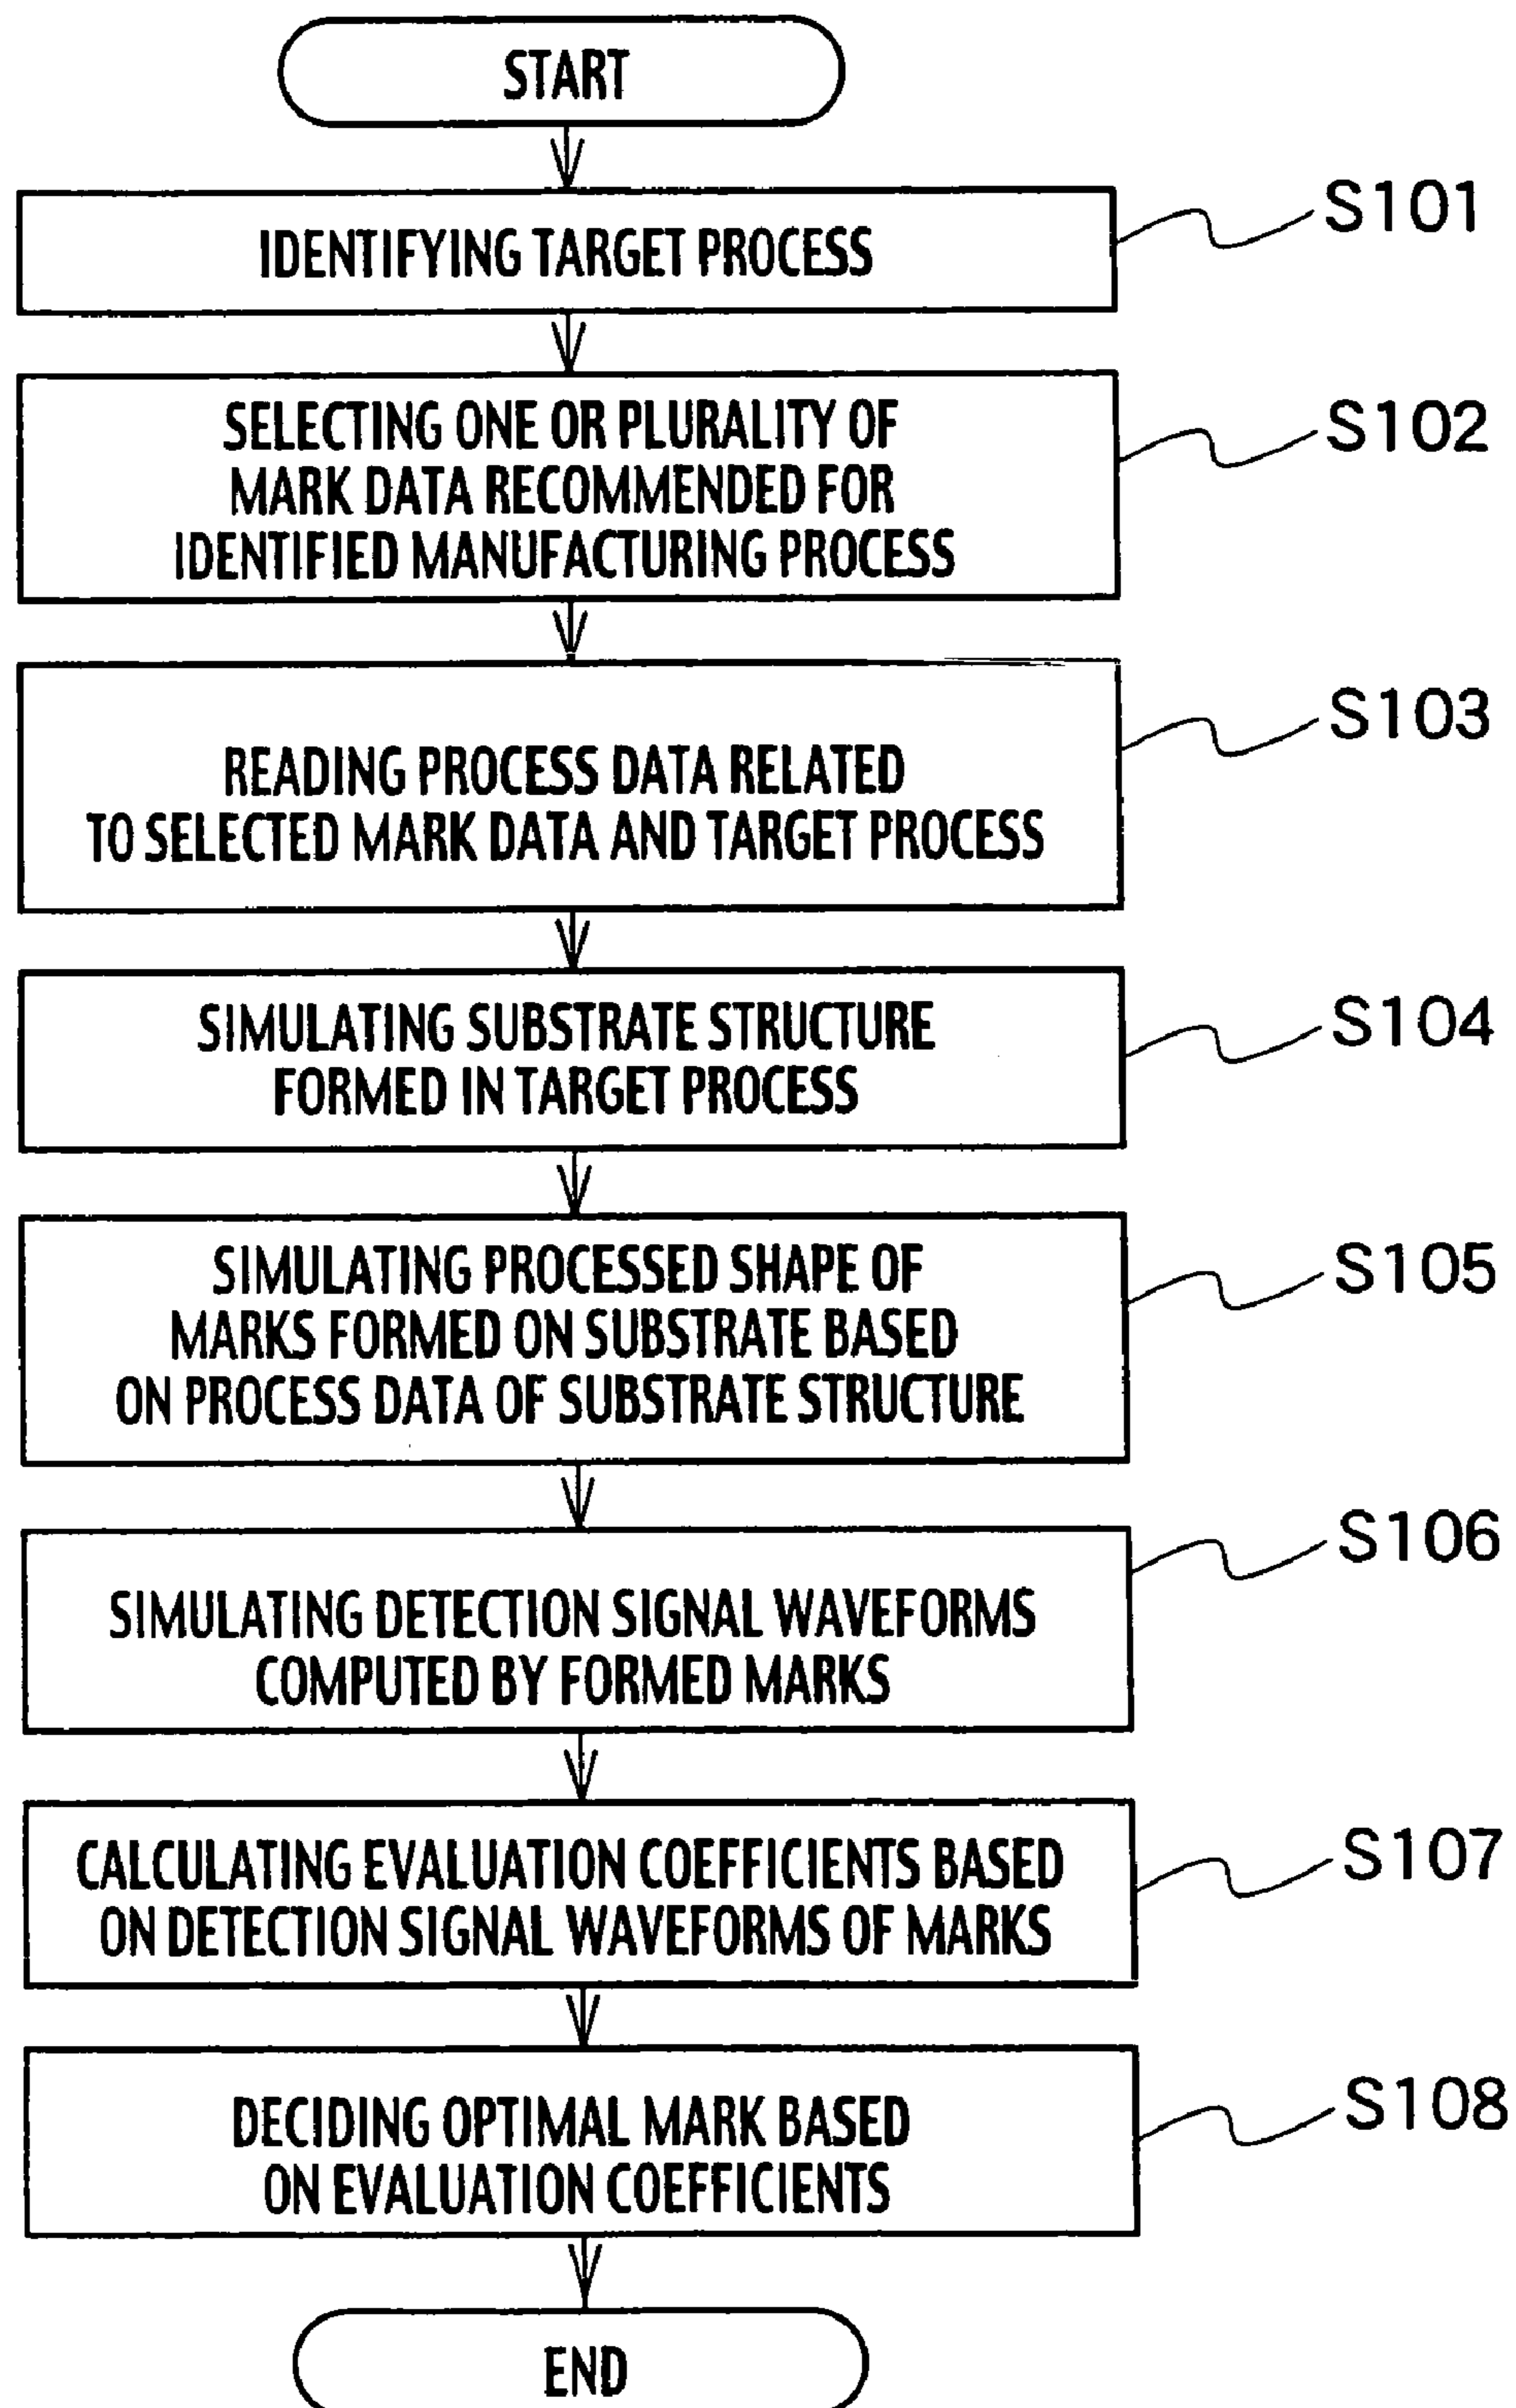 START
IDENTIFYING TARGET PROCESS
S101
SELECTING ONE OR PLURALITY OF
MARK DATA RECOMMENDED FOR
IDENTIFIED MANUFACTURING PROCESS
S102
READING PROCESS DATA RELATED
TO SELECTED MARK DATA AND TARGET PROCESS
S103
SIMULATING SUBSTRATE STRUCTURE
FORMED IN TARGET PROCESS
S104
SIMULATING PROCESSED SHAPE OF
MARKS FORMED ON SUBSTRATE BASED
ON PROCESS DATA OF SUBSTRATE STRUCTURE
S105
SIMULATING DETECTION SIGNAL WAVEFORMS
COMPUTED BY FORMED MARKS
S106
CALCULATING EVALUATION COEFFICIENTS BASED
ON DETECTION SIGNAL WAVEFORMS OF MARKS
S107
DECIDING OPTIMAL MARK BASED
ON EVALUATION COEFFICIENTS
S108
END